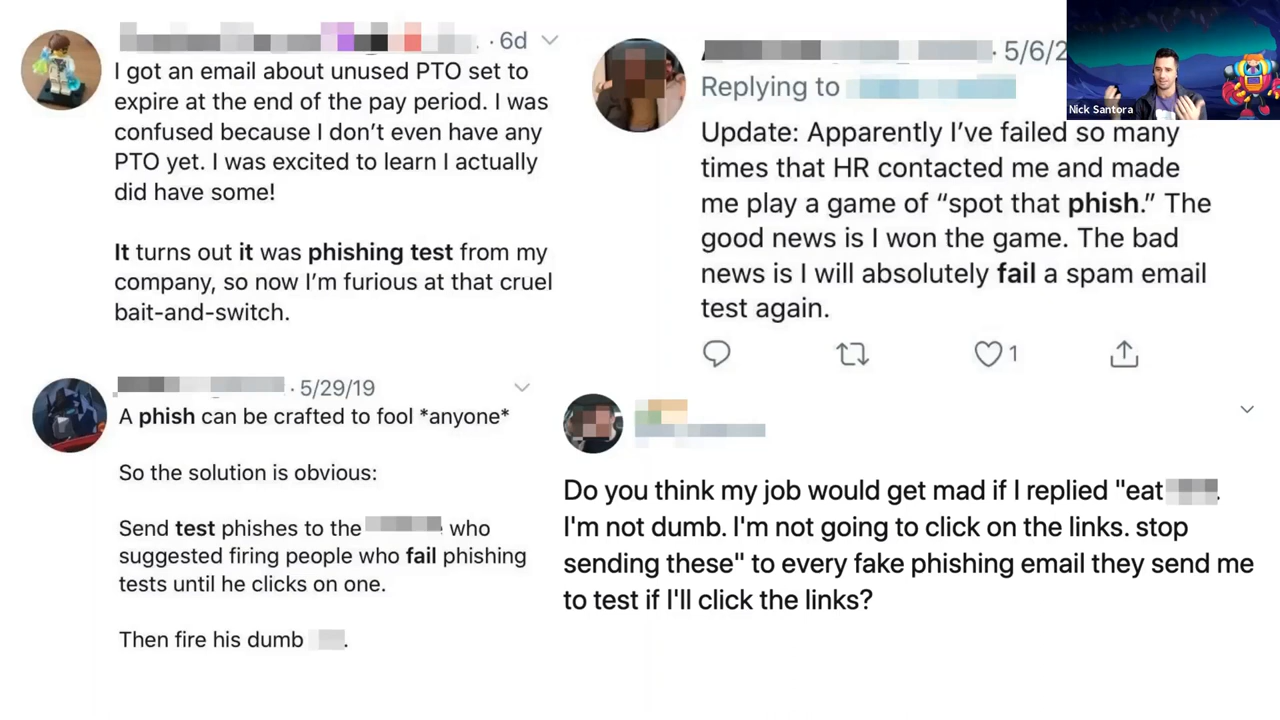 · 6d
I got an email about unused PTO set to
expire at the end of the pay period. I was
confused because I don’t even have any
PTO yet. I was excited to learn I actually
did have some!
It turns out it was phishing test from my
company, so now I’m furious at that cruel
bait-and-switch.
· 5/6/2
Replying to
Update: Apparently I’ve failed so many
times that HR contacted me and made
me play a game of “spot that phish.” The
good news is I won the game. The bad
news is I will absolutely fail a spam email
test again.
1
Nick Santora
· 5/29/19
A phish can be crafted to fool *anyone*
So the solution is obvious:
Send test phishes to the who
suggested firing people who fail phishing
tests until he clicks on one.
Then fire his dumb .
Do you think my job would get mad if I replied "eat .
I'm not dumb. I'm not going to click on the links. stop
sending these" to every fake phishing email they send me
to test if I'll click the links?